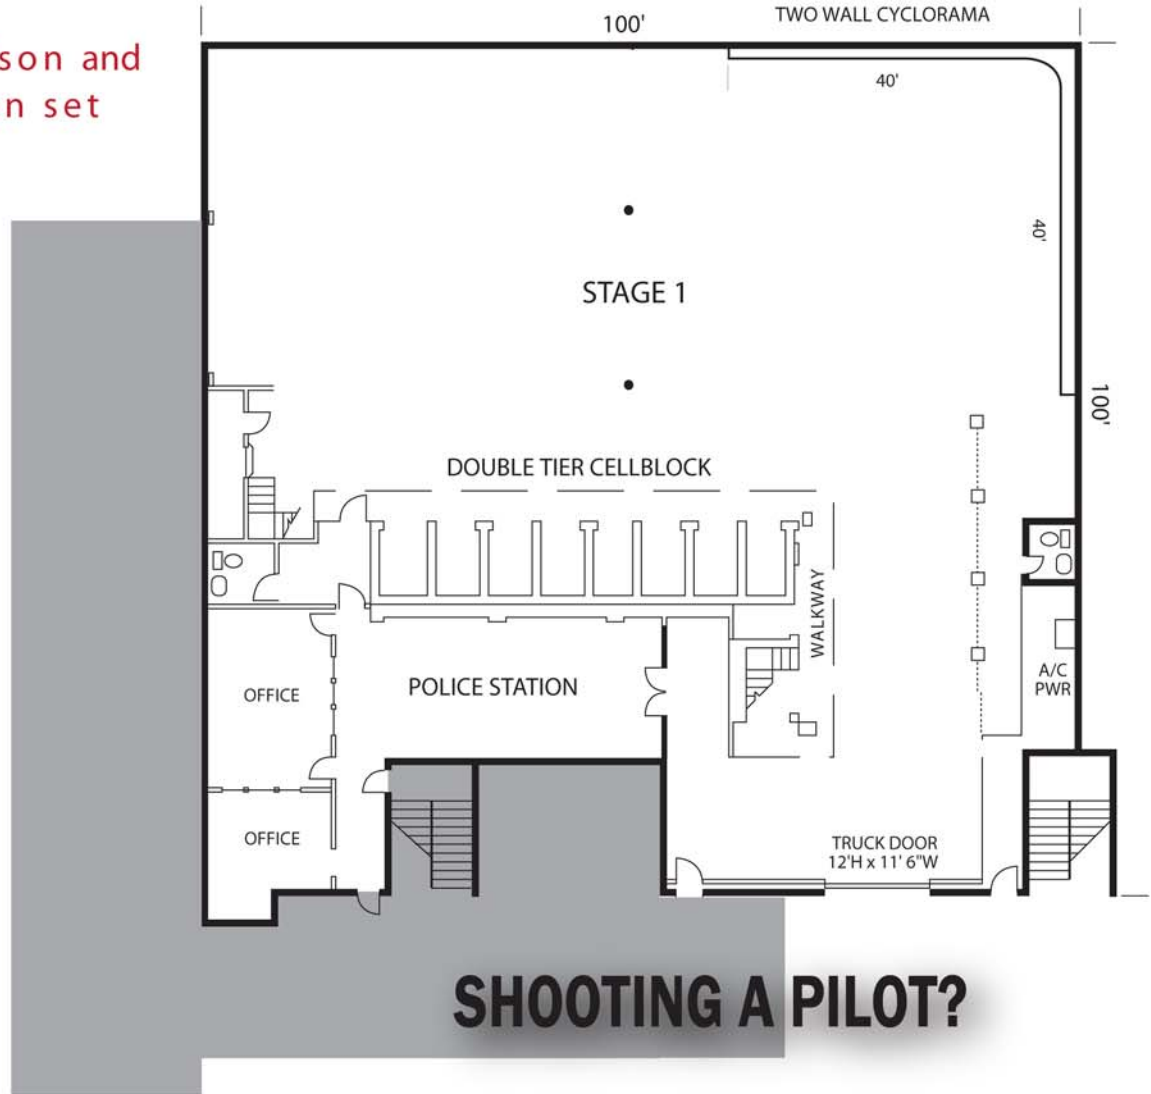 100'
TWO WALL CYCLORAMA
son and
n set
40'
40'
STAGE 1
100'
DOUBLE TIER CELLBLOCK
WALKWAY
OFFICE
POLICE STATION
A/C
PWR
OFFICE
TRUCK DOOR
12'H x 11' 6"W
SHOOTING A PILOT?